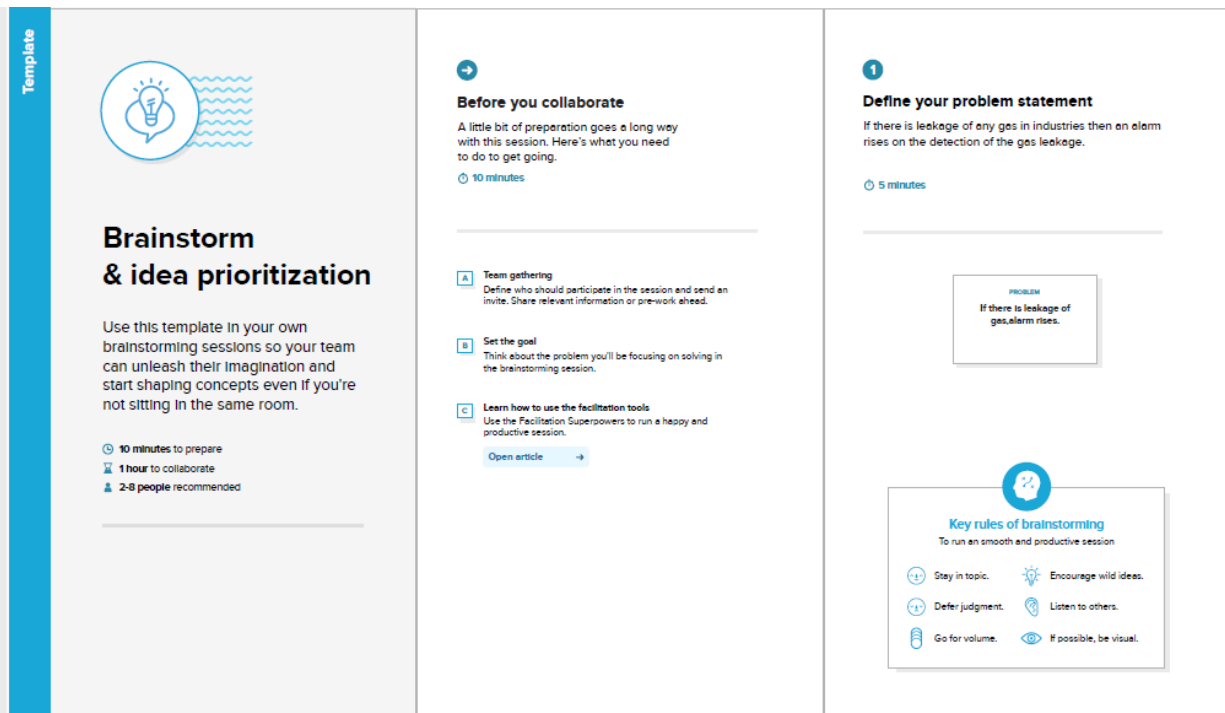 Template
Brainstorm
& idea prioritization
Use this template in your own
brainstorming sessions so your team
can unleash their imagination and
start shaping concepts even if you're
not sitting in the same room.
10 minutes to prepare
1 hour to collaborate
2-8 people recommended
Before you collaborate
A little bit of preparation goes a long way
with this session. Here's what you need
to do to get going.
10 minutes
A
Team gathering
Define who should participate in the session and send an
invite. Share relevant information or pre-work ahead.
B
Set the goal
Think about the problem you'll be focusing on solving in
the brainstorming session.
C
Learn how to use the facilitation tools
Use the Facilitation Superpowers to run a happy and
productive session.
Open article
1
Define your problem statement
If there is leakage of any gas in industries then an alarm
rises on the detection of the gas leakage.
5 minutes
PROBLEM
If there is leakage of
gas,alarm rises.
Key rules of brainstorming
To run an smooth and productive session
Stay in topic.
Encourage wild ideas.
Defer judgment.
Listen to others.
Go for volume.
If possible, be visual.